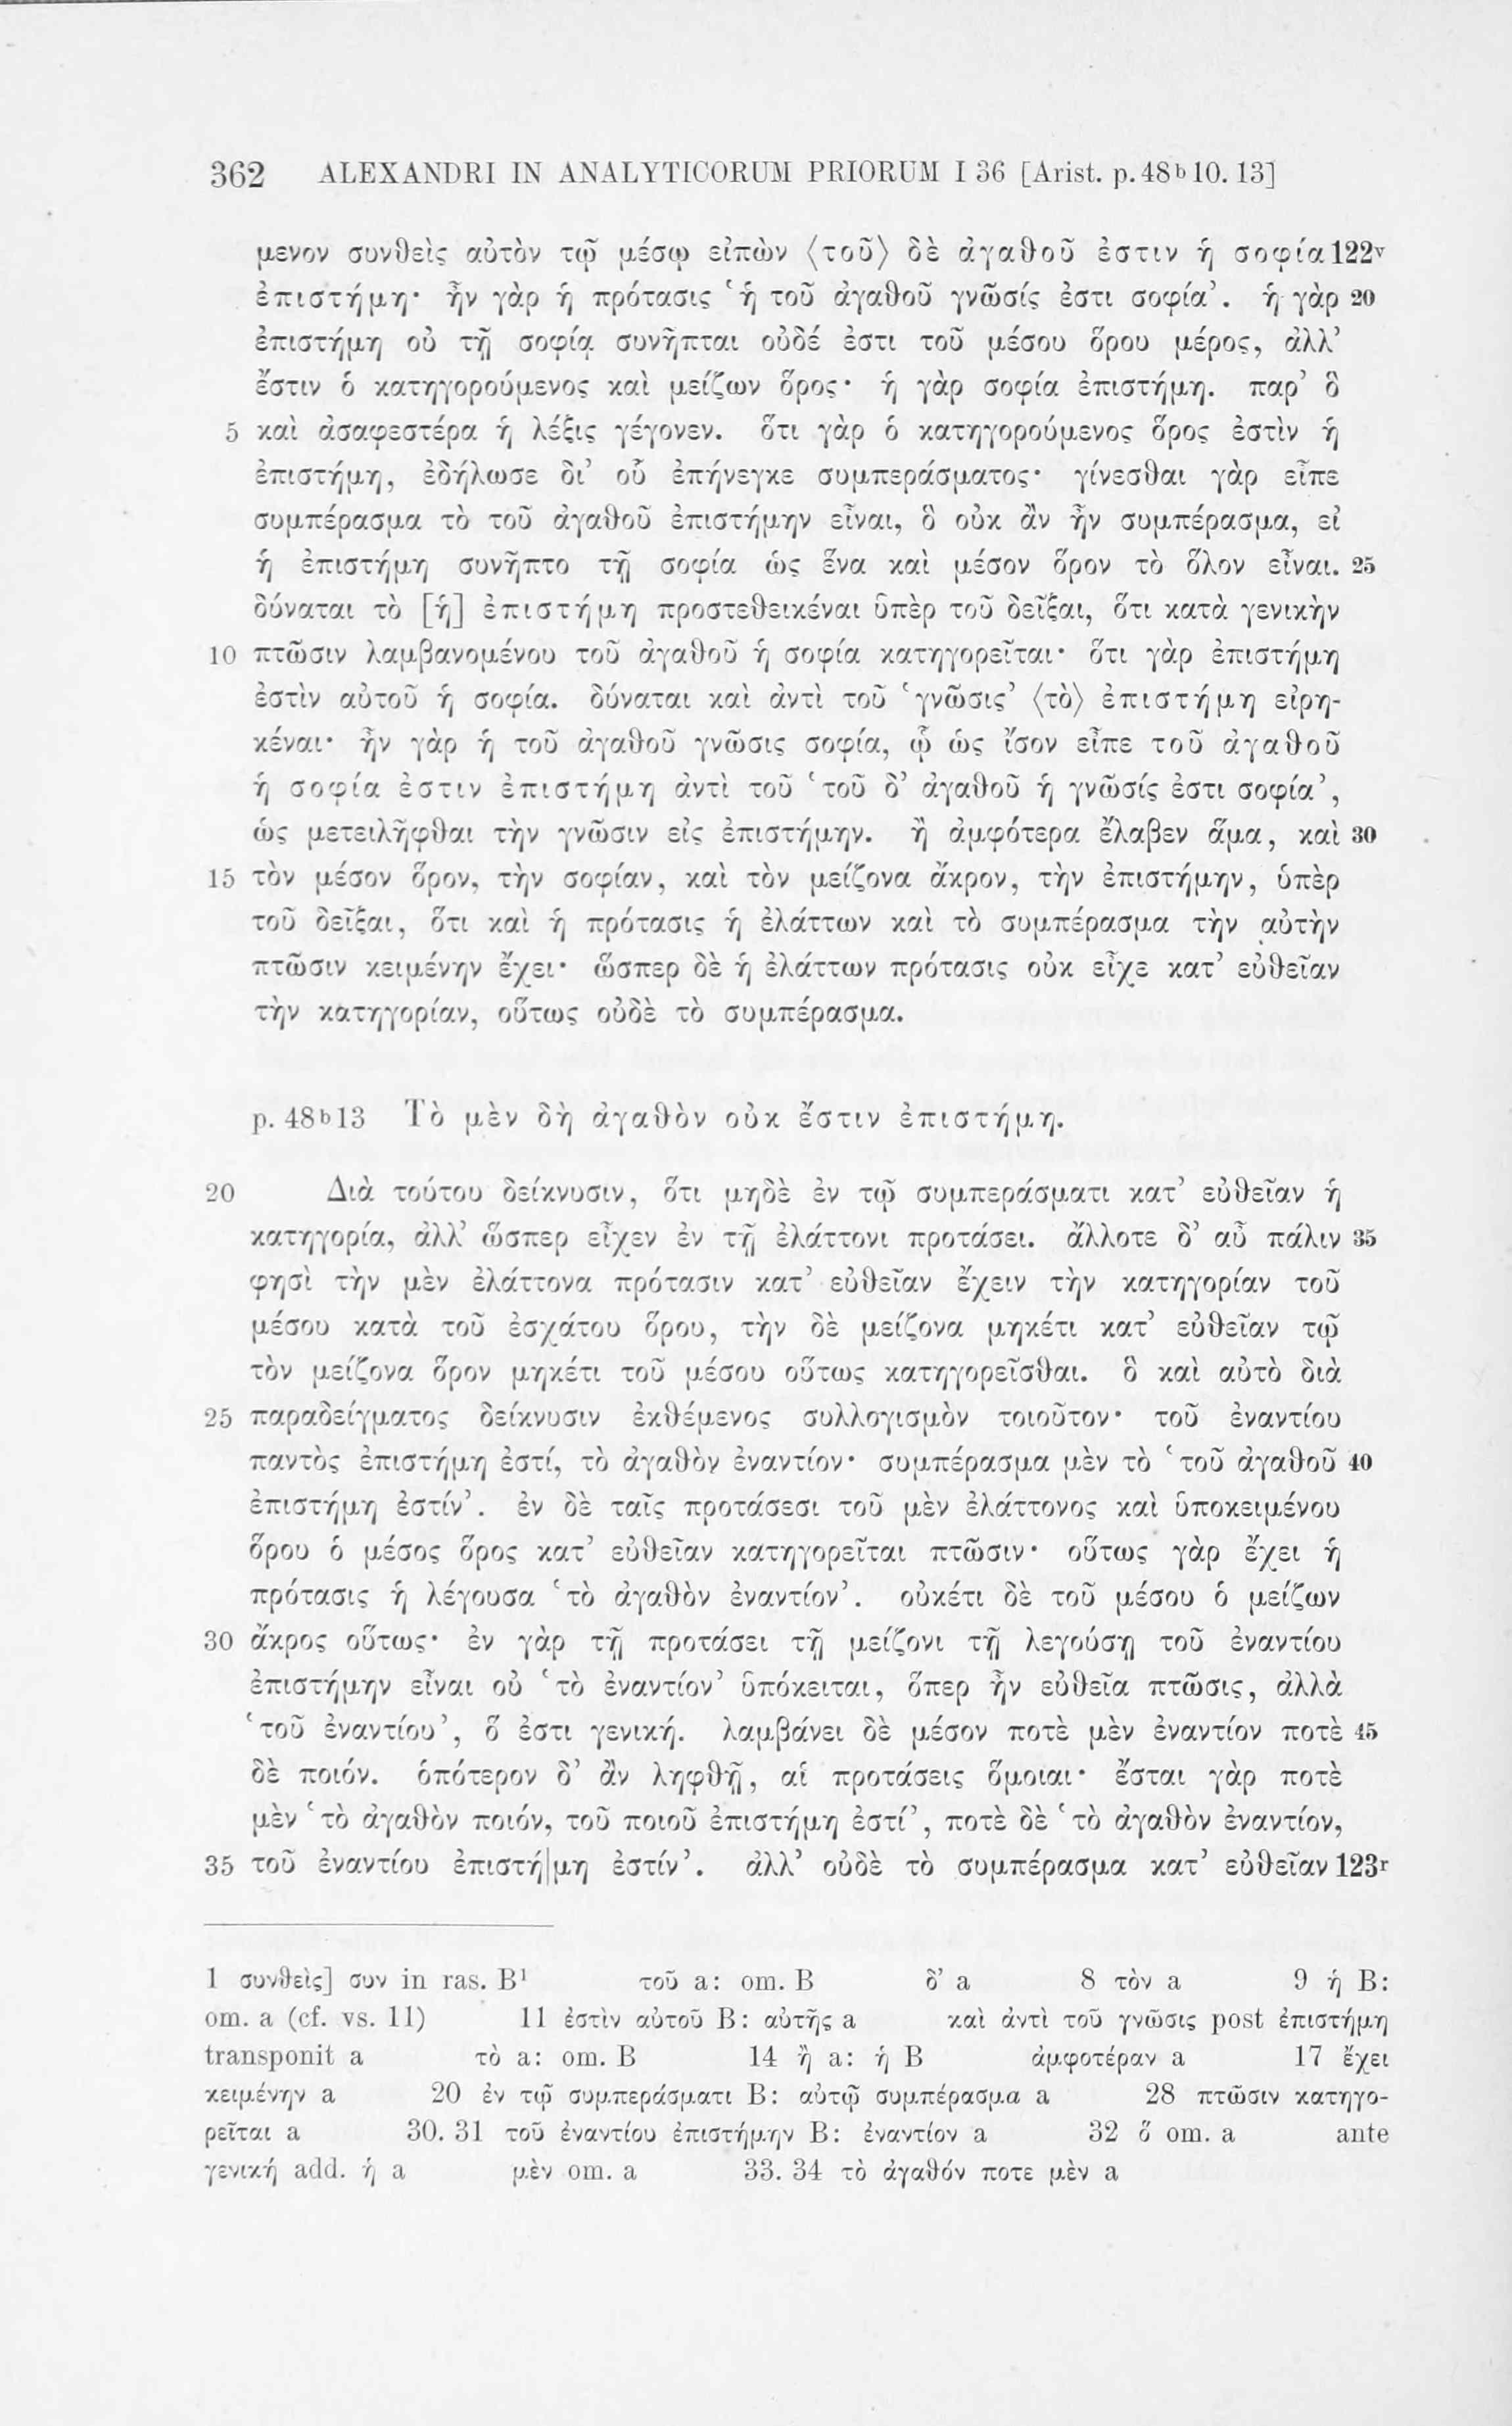 362 ALEXANDRI IN ANALYTICORUM PRIORUM I 36 [Arist. p. 48b 10. 13]
μενον συνθεὶς αὐτὸν τῷ μέσῳ εἰπὼν ⟨τοῦ⟩ δὲ ἀγαθοῦ ἐστιν ἡ σοφία 122v
ἐπιστήμη· ἦν γὰρ ἡ πρότασις ‘ἡ τοῦ ἀγαθοῦ γνῶσίς ἐστι σοφία’. ἡ γὰρ 20
ἐπιστήμη οὐ τῇ σοφίᾳ συνῆπται οὐδέ ἐστι τοῦ μέσου ὅρου μέρος, ἀλλ’
ἔστιν ὁ κατηγορούμενος καὶ μείζων ὅρος· ἡ γὰρ σοφία ἐπιστήμη. παρ’ ὃ
5 καὶ ἀσαφεστέρα ἡ λέξις γέγονεν. ὅτι γὰρ ὁ κατηγορούμενος ὅρος ἐστὶν ἡ
ἐπιστήμη, ἐδήλωσε δι’ οὗ ἐπήνεγκε συμπεράσματος· γίνεσθαι γὰρ εἶπε
συμπέρασμα τὸ τοῦ ἀγαθοῦ ἐπιστήμην εἶναι, ὃ οὐκ ἂν ἦν συμπέρασμα, εἰ
ἡ ἐπιστήμη συνῆπτο τῇ σοφίᾳ ὡς ἕνα καὶ μέσον ὅρον τὸ ὅλον εἶναι. 25
δύναται τὸ [ἡ] ἐπιστήμη προστεθεικέναι ὑπὲρ τοῦ δεῖξαι, ὅτι κατὰ γενικὴν
10 πτῶσιν λαμβανομένου τοῦ ἀγαθοῦ ἡ σοφία κατηγορεῖται· ὅτι γὰρ ἐπιστήμη
ἐστὶν αὐτοῦ ἡ σοφία. δύναται καὶ ἀντὶ τοῦ ‘γνῶσις’ ⟨τὸ⟩ ἐπιστήμη εἰρη-
κέναι· ἦν γὰρ ἡ τοῦ ἀγαθοῦ γνῶσις σοφία, ᾧ ὡς ἴσον εἶπε τοῦ ἀγαθοῦ
ἡ σοφία ἐστιν ἐπιστήμη ἀντὶ τοῦ ‘τοῦ δ’ ἀγαθοῦ ἡ γνῶσίς ἐστι σοφία’,
ὡς μετειλῆφθαι τὴν γνῶσιν εἰς ἐπιστήμην. ἢ ἀμφότερα ἔλαβεν ἅμα, καὶ 30
15 τὸν μέσον ὅρον, τὴν σοφίαν, καὶ τὸν μείζονα ἄκρον, τὴν ἐπιστήμην, ὑπὲρ
τοῦ δεῖξαι, ὅτι καὶ ἡ πρότασις ἡ ἐλάττων καὶ τὸ συμπέρασμα τὴν αὐτὴν
πτῶσιν κειμένην ἔχει· ὥσπερ δὲ ἡ ἐλάττων πρότασις οὐκ εἶχε κατ’ εὐθεῖαν
τὴν κατηγορίαν, οὕτως οὐδὲ τὸ συμπέρασμα.
p. 48b13 Τὸ μὲν δὴ ἀγαθὸν οὐκ ἔστιν ἐπιστήμη.
20 Διὰ τούτου δείκνυσιν, ὅτι μηδὲ ἐν τῷ συμπεράσματι κατ’ εὐθεῖαν ἡ
κατηγορία, ἀλλ’ ὥσπερ εἶχεν ἐν τῇ ἐλάττονι προτάσει. ἄλλοτε δ’ αὖ πάλιν 35
φησὶ τὴν μὲν ἐλάττονα πρότασιν κατ’ εὐθεῖαν ἔχειν τὴν κατηγορίαν τοῦ
μέσου κατὰ τοῦ ἐσχάτου ὅρου, τὴν δὲ μείζονα μηκέτι κατ’ εὐθεῖαν τῷ
τὸν μείζονα ὅρον μηκέτι τοῦ μέσου οὕτως κατηγορεῖσθαι. ὃ καὶ αὐτὸ διὰ
25 παραδείγματος δείκνυσιν ἐκθέμενος συλλογισμὸν τοιοῦτον· τοῦ ἐναντίου
παντὸς ἐπιστήμη ἐστί, τὸ ἀγαθὸν ἐναντίον· συμπέρασμα μὲν τὸ ‘τοῦ ἀγαθοῦ 40
ἐπιστήμη ἐστίν’. ἐν δὲ ταῖς προτάσεσι τοῦ μὲν ἐλάττονος καὶ ὑποκειμένου
ὅρου ὁ μέσος ὅρος κατ’ εὐθεῖαν κατηγορεῖται πτῶσιν· οὕτως γὰρ ἔχει ἡ
πρότασις ἡ λέγουσα ‘τὸ ἀγαθὸν ἐναντίον’. οὐκέτι δὲ τοῦ μέσου ὁ μείζων
30 ἄκρος οὕτως· ἐν γὰρ τῇ προτάσει τῇ μείζονι τῇ λεγούσῃ τοῦ ἐναντίου
ἐπιστήμην εἶναι οὐ ‘τὸ ἐναντίον’ ὑπόκειται, ὅπερ ἦν εὐθεῖα πτῶσις, ἀλλὰ
‘τοῦ ἐναντίου’, ὅ ἐστι γενική. λαμβάνει δὲ μέσον ποτὲ μὲν ἐναντίον ποτὲ 45
δὲ ποιόν. ὁπότερον δ’ ἂν ληφθῇ, αἱ προτάσεις ὅμοιαι· ἔσται γὰρ ποτὲ
μὲν ‘τὸ ἀγαθὸν ποιόν, τοῦ ποιοῦ ἐπιστήμη ἐστί’, ποτὲ δὲ ‘τὸ ἀγαθὸν ἐναντίον,
35 τοῦ ἐναντίου ἐπιστή|μη ἐστίν’. ἀλλ’ οὐδὲ τὸ συμπέρασμα κατ’ εὐθεῖαν 123r
1 συνθεὶς] συν in ras. B1 τοῦ a: om. B δ’ a 8 τὸν a 9 ἡ B:
om. a (cf. vs. 11) 11 ἐστὶν αὐτοῦ B: αὐτῆς a καὶ ἀντὶ τοῦ γνῶσις post ἐπιστήμη
transponit a τὸ a: om. B 14 ἢ a: ἡ B ἀμφοτέραν a 17 ἔχει
κειμένην a 20 ἐν τῷ συμπεράσματι B: αὐτῷ συμπέρασμα a 28 πτῶσιν κατηγο-
ρεῖται a 30. 31 τοῦ ἐναντίου ἐπιστήμην B: ἐναντίον a 32 ὅ om. a ante
γενική add. ἡ a μὲν om. a 33. 34 τὸ ἀγαθόν ποτε μὲν a